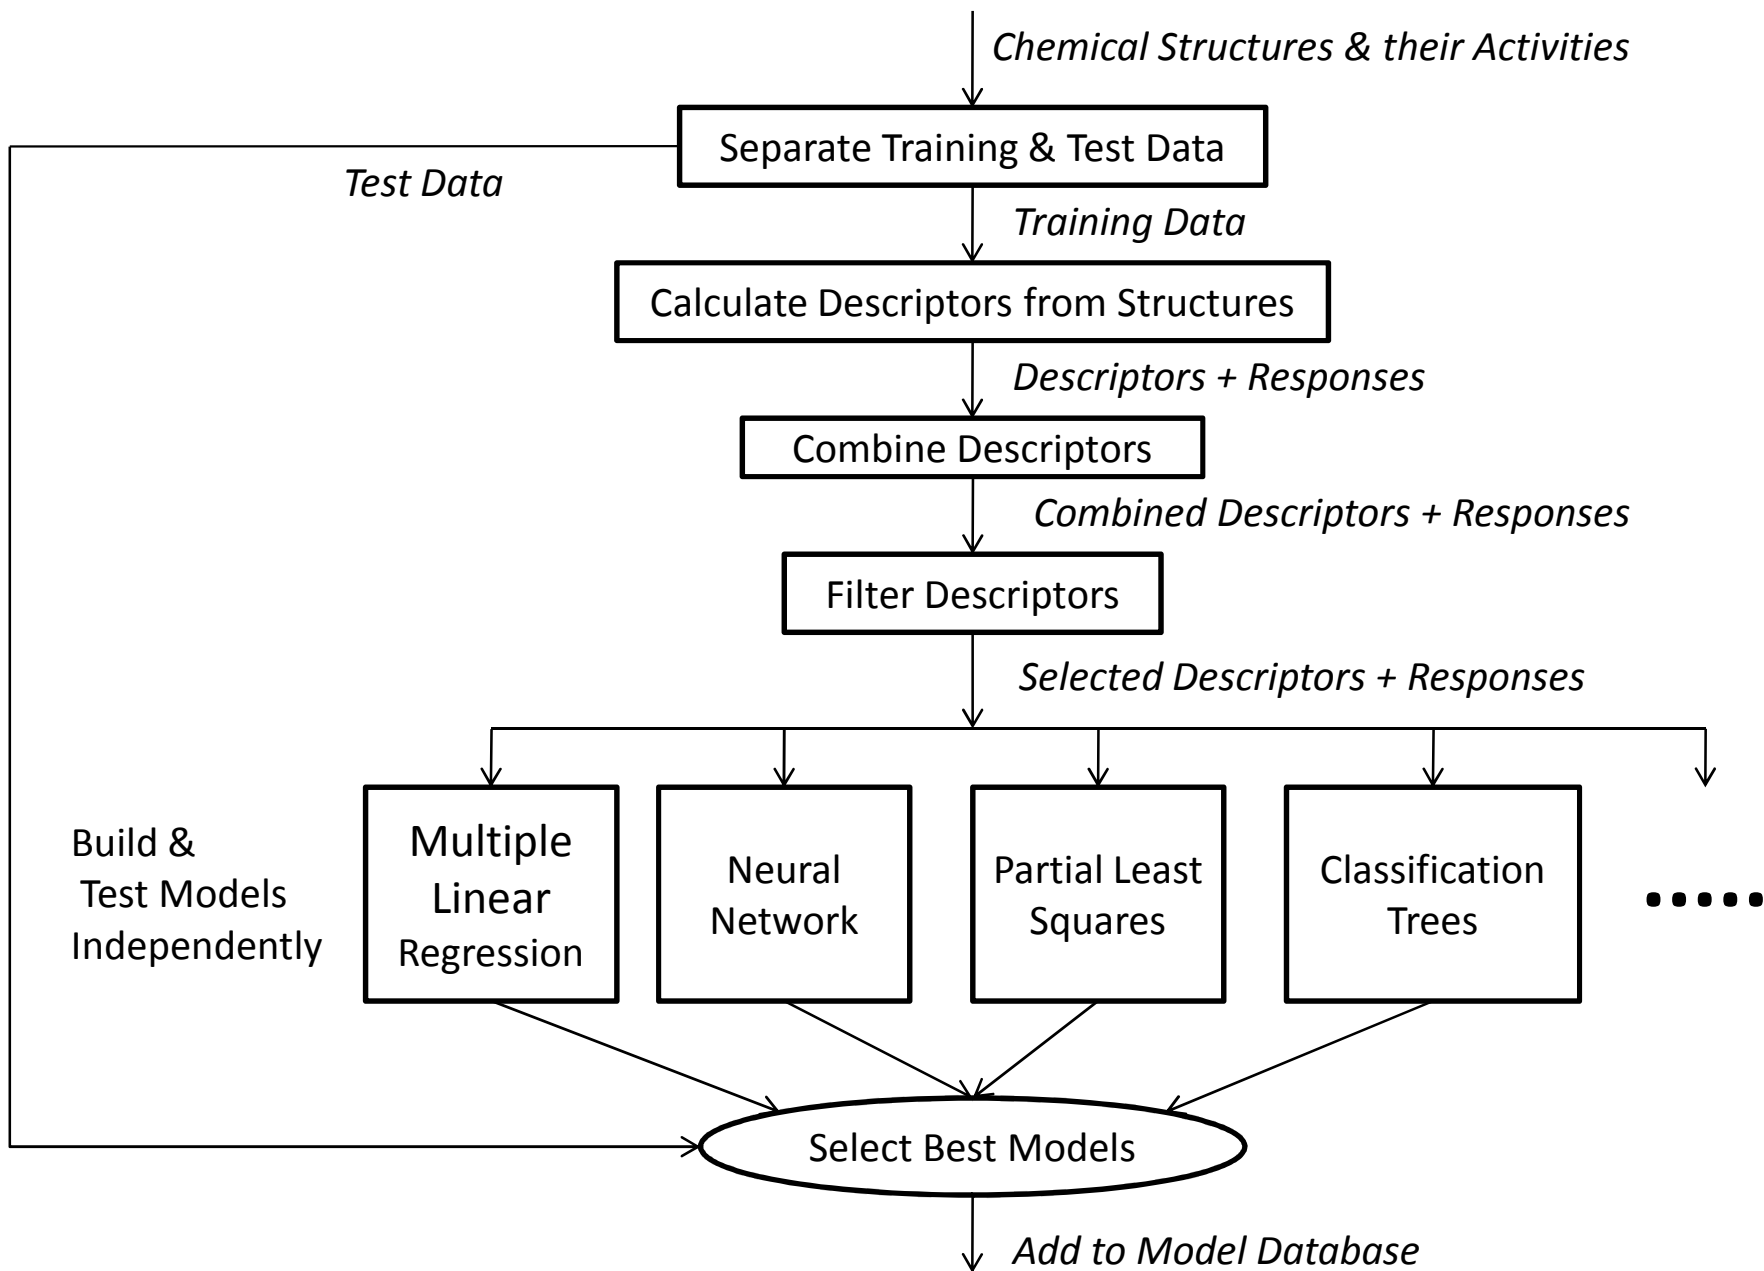 Chemical Structures & their Activities
Separate Training & Test Data
Test Data
Training Data
Calculate Descriptors from Structures
Descriptors + Responses
Combine Descriptors
Combined Descriptors + Responses
Filter Descriptors
Selected Descriptors + Responses
Build &
Test Models
Independently
Multiple
Linear
Regression
Neural
Network
Partial Least
Squares
Classification
Trees
.....
Select Best Models
Add to Model Database